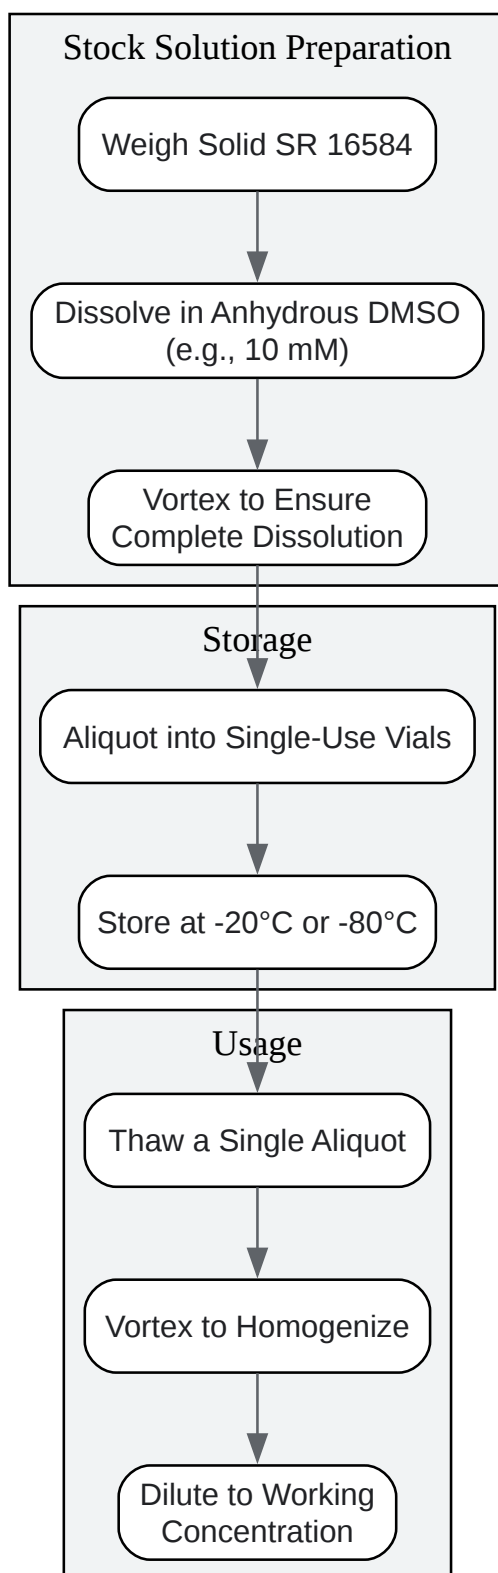 Stock Solution Preparation
Weigh Solid SR 16584
Dissolve in Anhydrous DMSO
(e.g., 10 mM)
Vortex to Ensure
Complete Dissolution
Storage
Aliquot into Single-Use Vials
Store at -20°C or -80°C
Usage
Thaw a Single Aliquot
Vortex to Homogenize
Dilute to Working
Concentration